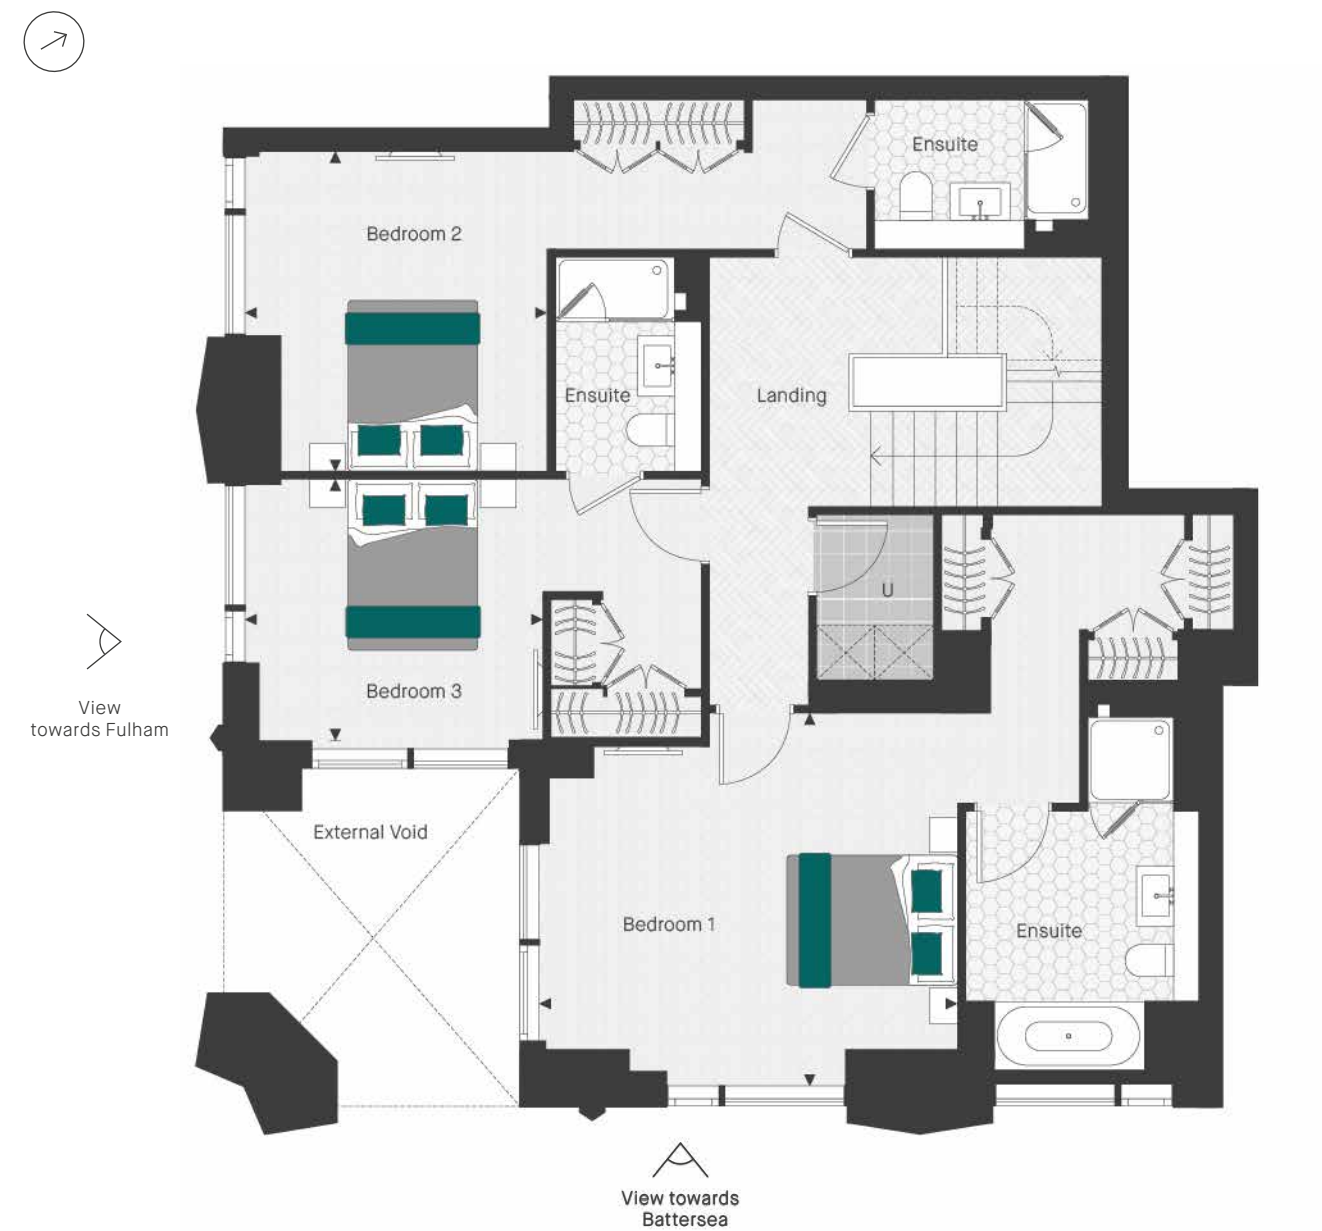 Ensuite
Bedroom 2
Ensuite
Landing
U
Bedroom 3
View
towards Fulham
External Void
Bedroom 1
Ensuite
View towards
Battersea